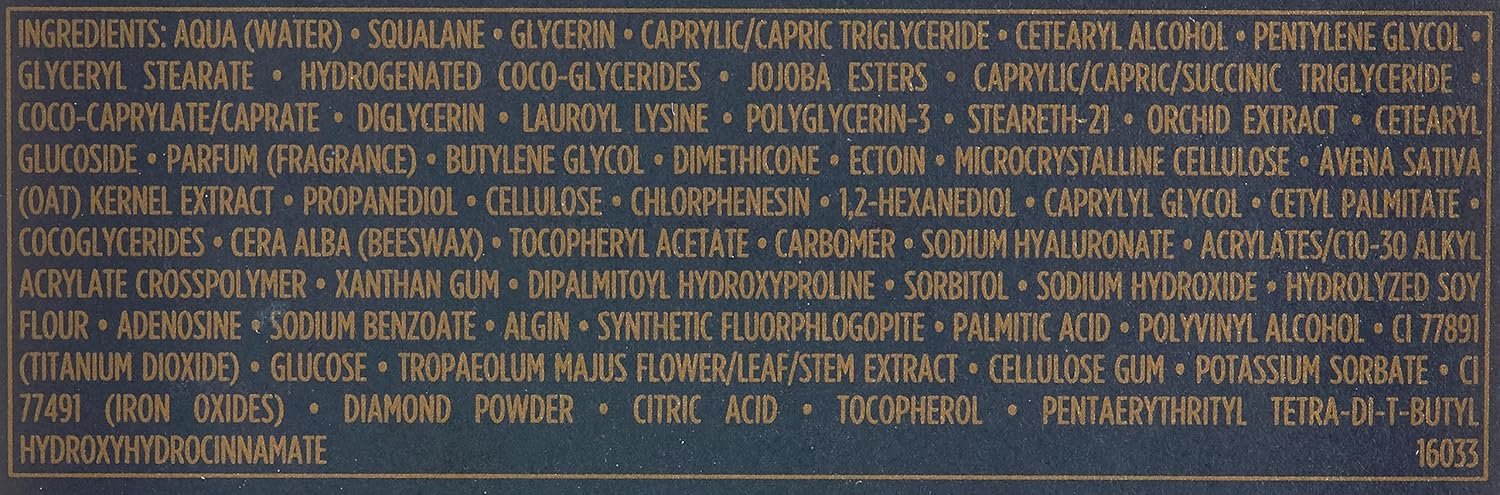 INGREDIENTS: AQUA (WATER) • SQUALANE • GLYCERIN • CAPRYLIC/CAPRIC TRIGLYCERIDE • CETEARYL ALCOHOL • PENTYLENE GLYCOL •
GLYCERYL STEARATE • HYDROGENATED COCO-GLYCERIDES • JOJOBA ESTERS • CAPRYLIC/CAPRIC/SUCCINIC TRIGLYCERIDE •
COCO-CAPRYLATE/CAPRATE • DIGLYCERIN • LAUROYL LYSINE • POLYGLYCERIN-3 • STEARETH-21 • ORCHID EXTRACT • CETEARYL
GLUCOSIDE • PARFUM (FRAGRANCE) • BUTYLENE GLYCOL • DIMETHICONE • ECTOIN • MICROCRYSTALLINE CELLULOSE • AVENA SATIVA
(OAT) KERNEL EXTRACT • PROPANEDIOL • CELLULOSE • CHLORPHENESIN • 1,2-HEXANEDIOL • CAPRYLYL GLYCOL • CETYL PALMITATE •
COCOGLYCERIDES • CERA ALBA (BEESWAX) • TOCOPHERYL ACETATE • CARBOMER • SODIUM HYALURONATE • ACRYLATES/C10-30 ALKYL
ACRYLATE CROSSPOLYMER • XANTHAN GUM • DIPALMITOYL HYDROXYPROLINE • SORBITOL • SODIUM HYDROXIDE • HYDROLYZED SOY
FLOUR • ADENOSINE • SODIUM BENZOATE • ALGIN • SYNTHETIC FLUORPHLOGOPITE • PALMITIC ACID • POLYVINYL ALCOHOL • CI 77891
(TITANIUM DIOXIDE) • GLUCOSE • TROPAEOLUM MAJUS FLOWER/LEAF/STEM EXTRACT • CELLULOSE GUM • POTASSIUM SORBATE • CI
77491 (IRON OXIDES) • DIAMOND POWDER • CITRIC ACID • TOCOPHEROL • PENTAERYTHRITYL TETRA-DI-T-BUTYL
HYDROXYHYDROCINNAMATE 16033